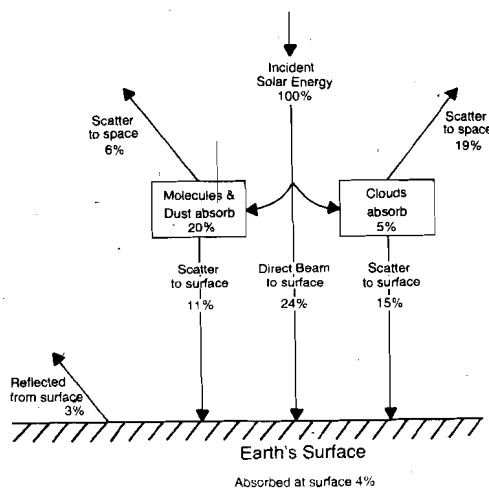 Incident
Solar Energy
100%
Scatter
to space
6%
Scatter
to space
19%
Molecules &
Dust absorb
20%
Clouds
absorb
5%
Scatter
to surface
11%
Direct Beam
to surface
24%
Scatter
to surface
15%
Reflected
from surface
3%
Earth's Surface
Absorbed at surface 4%